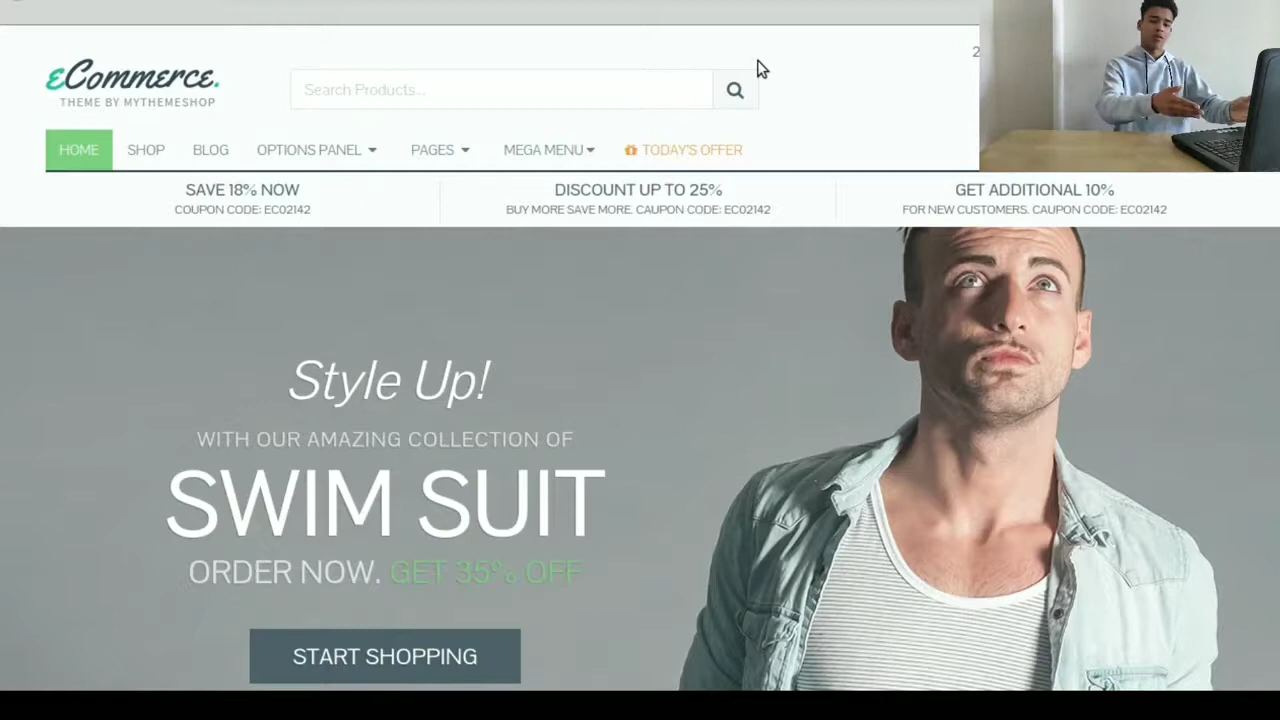 eCommerce.
THEME BY MYTHEMESHOP
Search Products...
2
HOME SHOP BLOG OPTIONS PANEL PAGES MEGA MENU TODAY'S OFFER
SAVE 18% NOW
COUPON CODE: EC02142
DISCOUNT UP TO 25%
BUY MORE SAVE MORE. CAUPON CODE: EC02142
GET ADDITIONAL 10%
FOR NEW CUSTOMERS. CAUPON CODE: EC02142
Style Up!
WITH OUR AMAZING COLLECTION OF
SWIM SUIT
ORDER NOW. GET 35% OFF
START SHOPPING